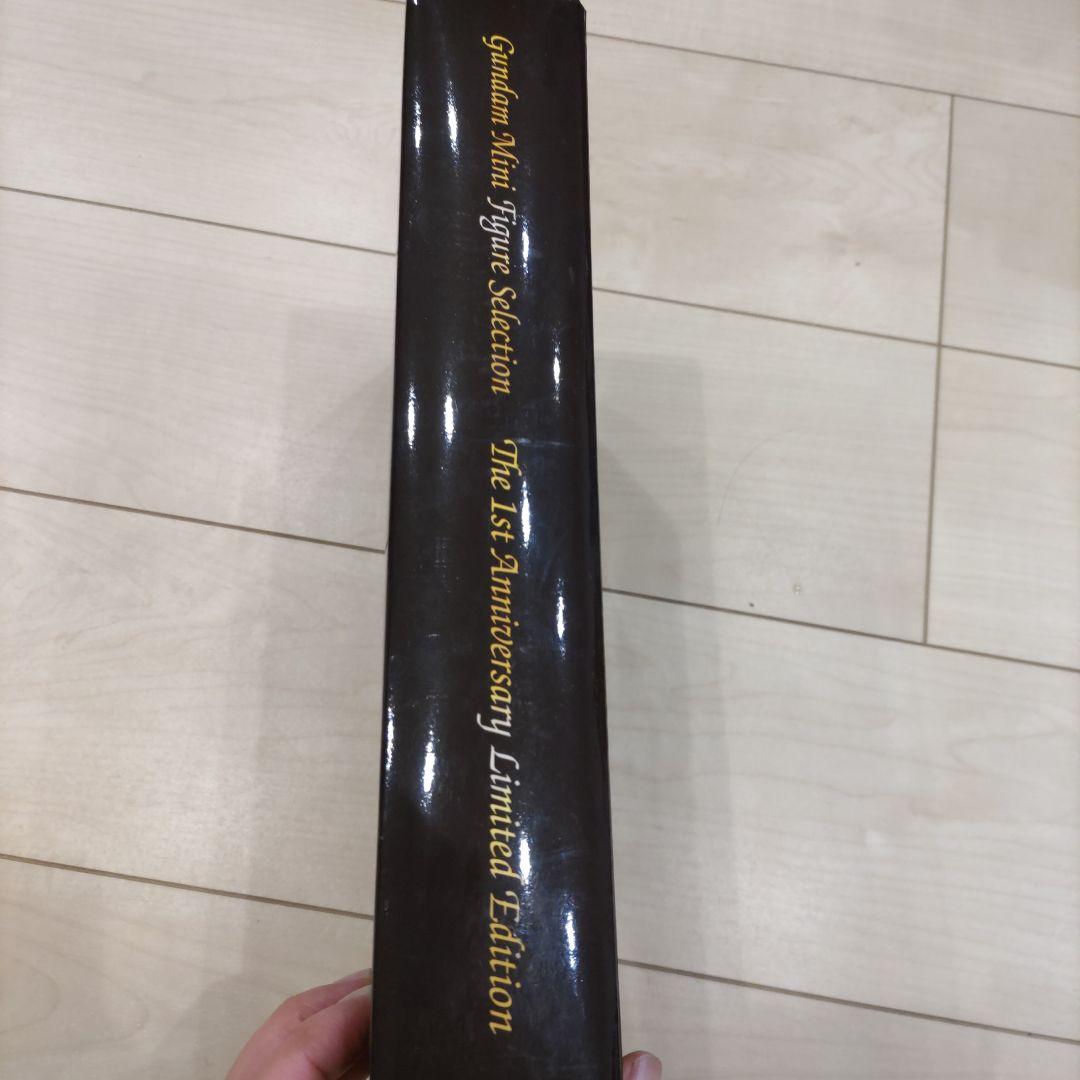 Gundam Mini Figure Selection The 1st Anniversary Limited Edition